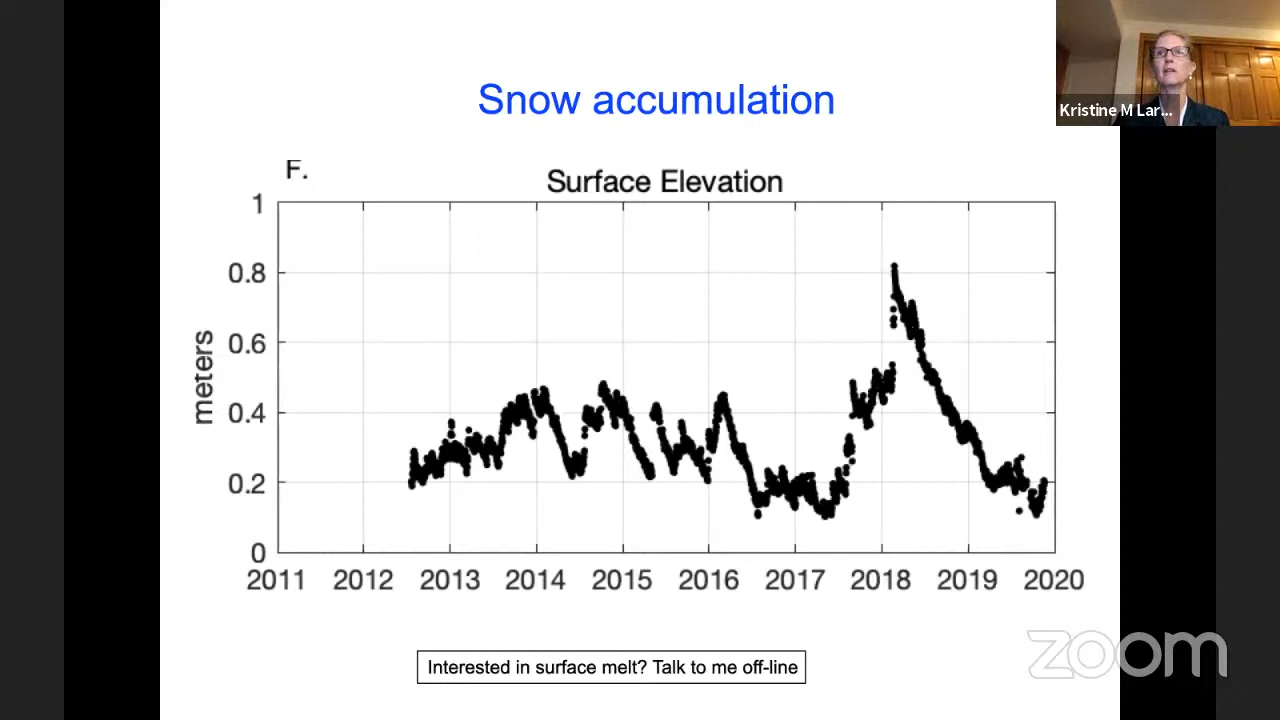 Snow accumulation
Kristine M Lar...
F.
Surface Elevation
1
0.8
0.6
0.4
0.2
0
meters
2011 2012 2013 2014 2015 2016 2017 2018 2019 2020
Interested in surface melt? Talk to me off-line
zoom